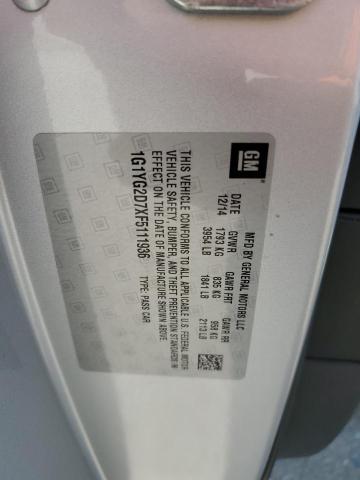 GM
MFD BY GENERAL MOTORS LLC
DATE GVWR GAWR FRT GAWR RR
12/14 1793 KG 835 KG 958 KG
3954 LB 1841 LB 2113 LB
THIS VEHICLE CONFORMS TO ALL APPLICABLE U.S. FEDERAL MOTOR
VEHICLE SAFETY, BUMPER, AND THEFT PREVENTION STANDARDS IN
EFFECT ON THE DATE OF MANUFACTURE SHOWN ABOVE.
1G1YG2D7XF5111936 TYPE: PASS CAR